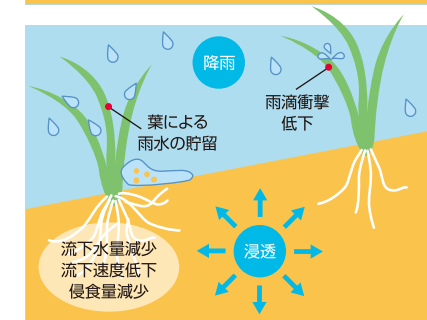 降雨
雨滴衝撃
低下
葉による
雨水の貯留
浸透
流下水量減少
流下速度低下
侵食量減少